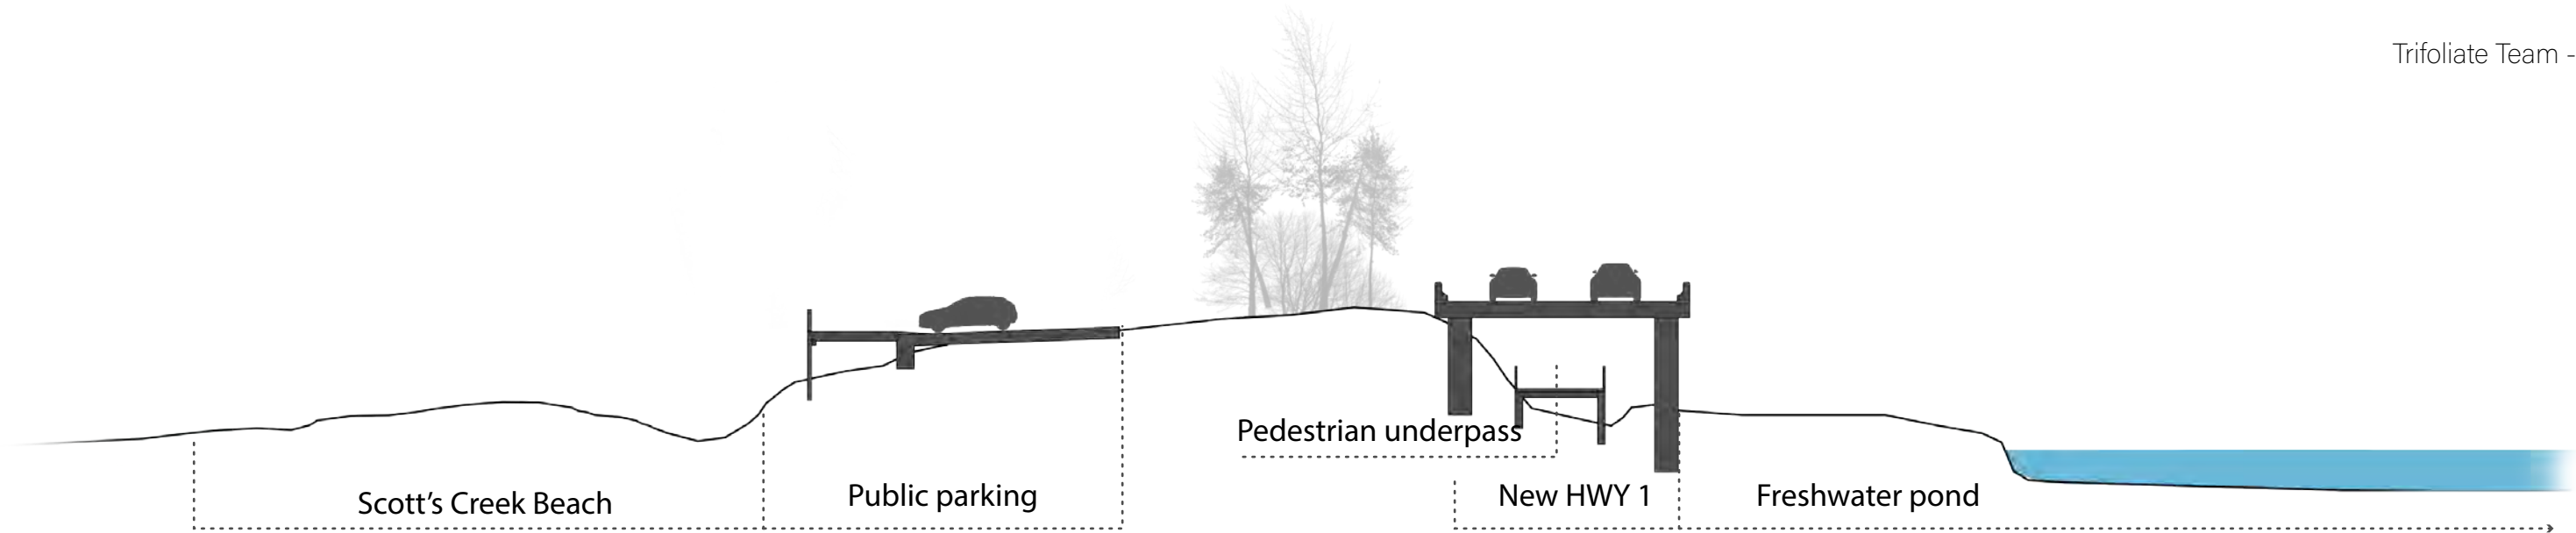 Trifoliate Team -
Pedestrian underpass
Scott's Creek Beach
Public parking
New HWY 1
Freshwater pond